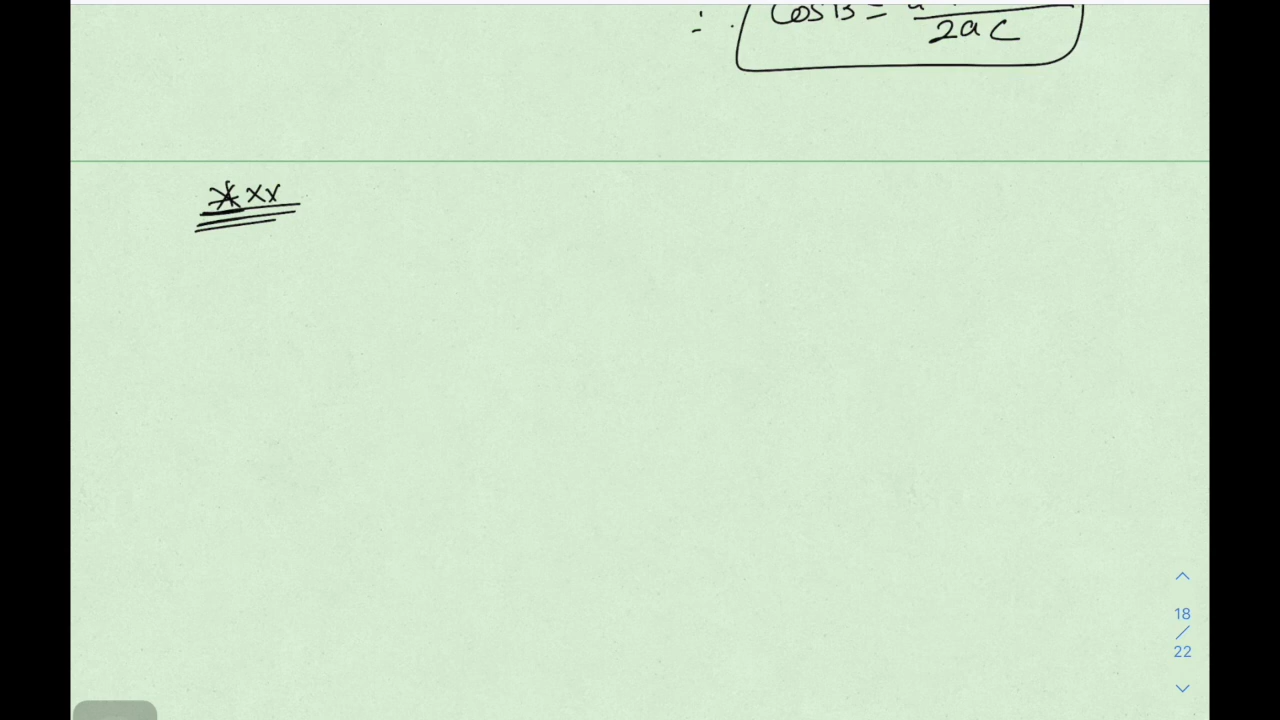 ∴ cos B =
2ac
*xx
18
/
22